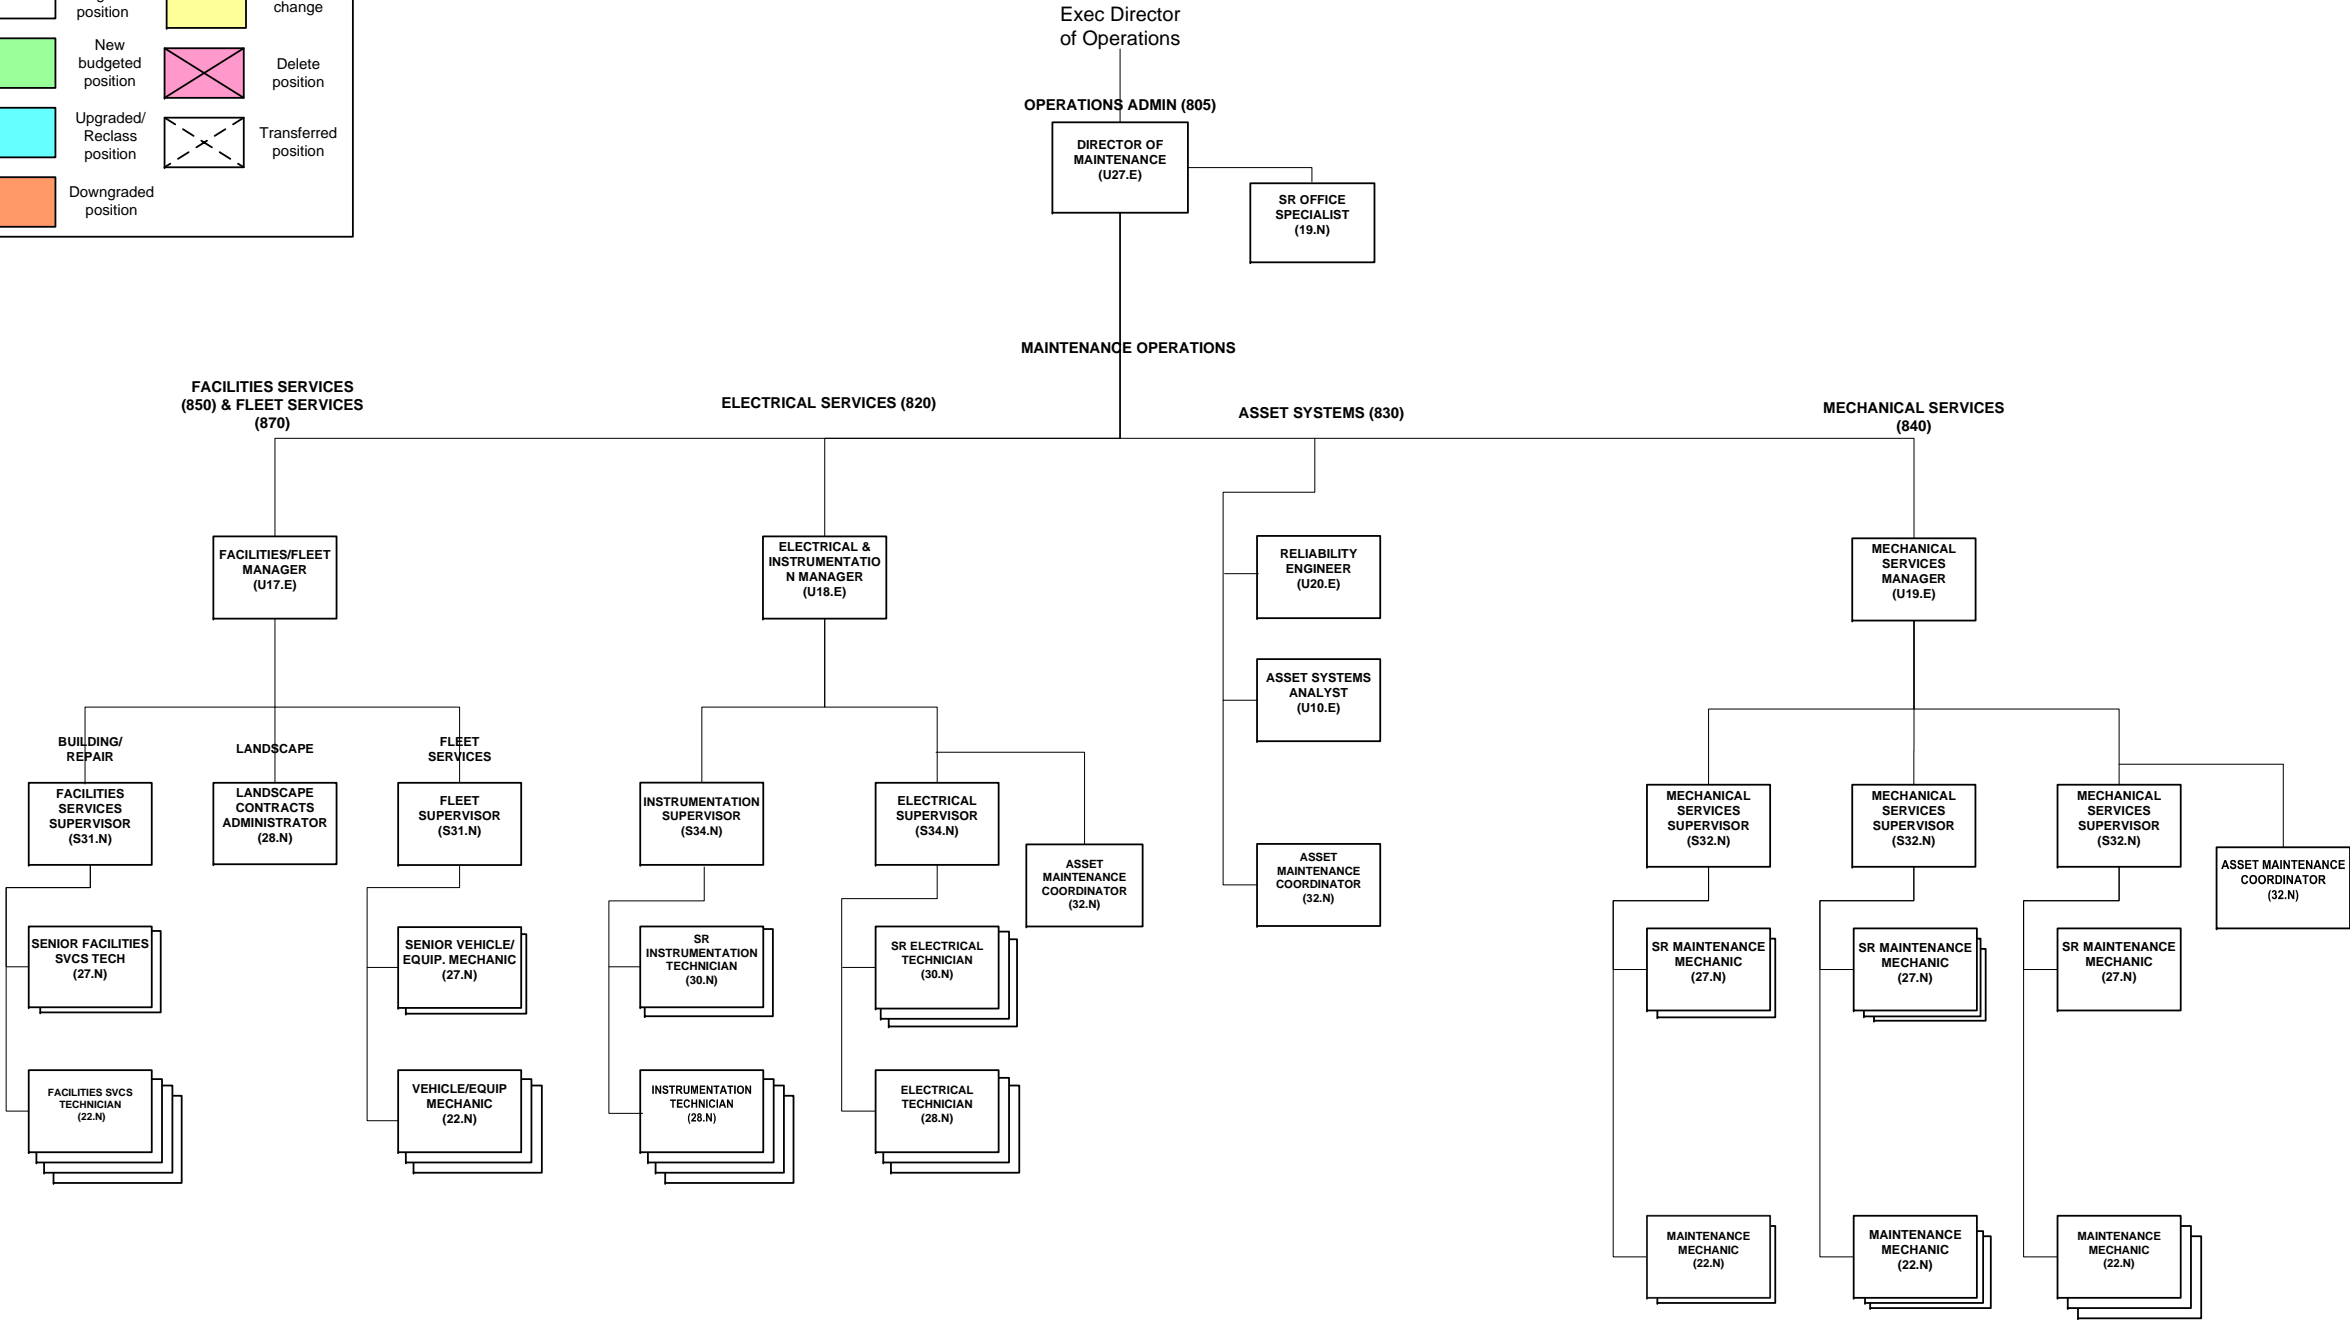 position
change
New
budgeted
position
Delete
position
Upgraded/
Reclass
position
Transferred
position
Downgraded
position
Exec Director
of Operations
OPERATIONS ADMIN (805)
DIRECTOR OF
MAINTENANCE
(U27.E)
SR OFFICE
SPECIALIST
(19.N)
MAINTENANCE OPERATIONS
FACILITIES SERVICES
(850) & FLEET SERVICES
(870)
ELECTRICAL SERVICES (820)
ASSET SYSTEMS (830)
MECHANICAL SERVICES
(840)
FACILITIES/FLEET
MANAGER
(U17.E)
ELECTRICAL &
INSTRUMENTATIO
N MANAGER
(U18.E)
RELIABILITY
ENGINEER
(U20.E)
MECHANICAL
SERVICES
MANAGER
(U19.E)
ASSET SYSTEMS
ANALYST
(U10.E)
BUILDING/
REPAIR
LANDSCAPE
FLEET
SERVICES
FACILITIES
SERVICES
SUPERVISOR
(S31.N)
LANDSCAPE
CONTRACTS
ADMINISTRATOR
(28.N)
FLEET
SUPERVISOR
(S31.N)
INSTRUMENTATION
SUPERVISOR
(S34.N)
ELECTRICAL
SUPERVISOR
(S34.N)
ASSET
MAINTENANCE
COORDINATOR
(32.N)
ASSET
MAINTENANCE
COORDINATOR
(32.N)
MECHANICAL
SERVICES
SUPERVISOR
(S32.N)
MECHANICAL
SERVICES
SUPERVISOR
(S32.N)
MECHANICAL
SERVICES
SUPERVISOR
(S32.N)
ASSET MAINTENANCE
COORDINATOR
(32.N)
SENIOR FACILITIES
SVCS TECH
(27.N)
SENIOR VEHICLE/
EQUIP. MECHANIC
(27.N)
SR
INSTRUMENTATION
TECHNICIAN
(30.N)
SR ELECTRICAL
TECHNICIAN
(30.N)
SR MAINTENANCE
MECHANIC
(27.N)
SR MAINTENANCE
MECHANIC
(27.N)
SR MAINTENANCE
MECHANIC
(27.N)
FACILITIES SVCS
TECHNICIAN
(22.N)
VEHICLE/EQUIP
MECHANIC
(22.N)
INSTRUMENTATION
TECHNICIAN
(28.N)
ELECTRICAL
TECHNICIAN
(28.N)
MAINTENANCE
MECHANIC
(22.N)
MAINTENANCE
MECHANIC
(22.N)
MAINTENANCE
MECHANIC
(22.N)